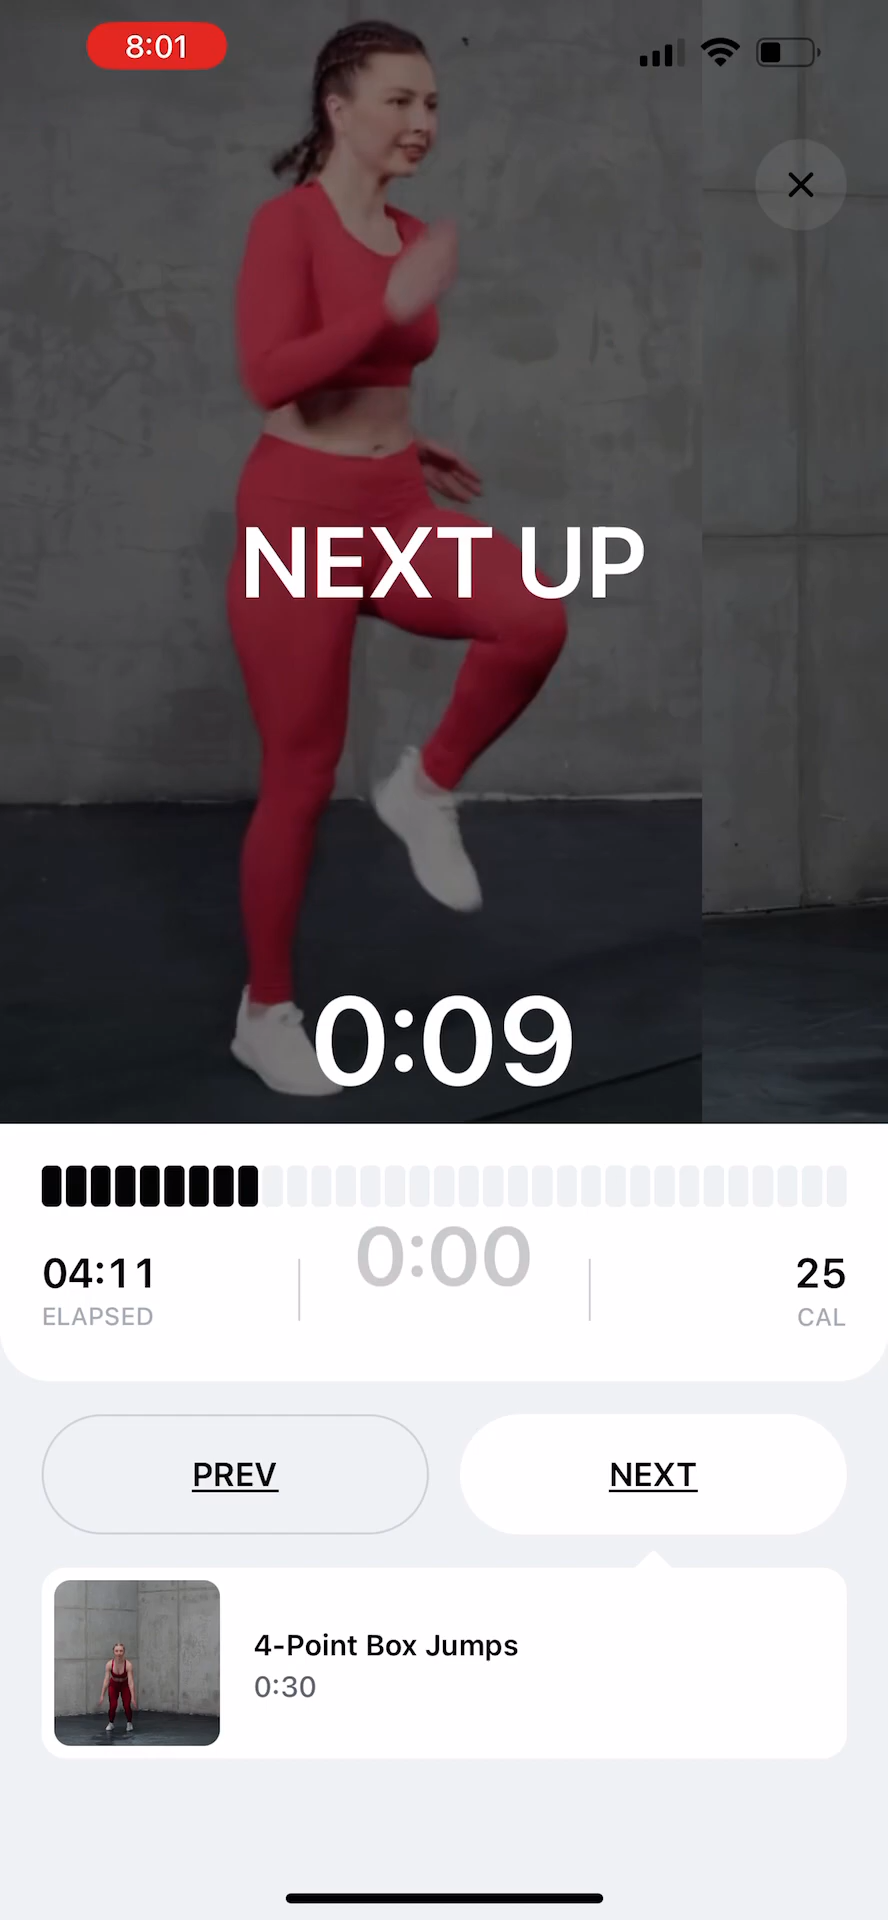 8:01
NEXT UP
0:09
0:00
04:11
ELAPSED
25
CAL
PREV
NEXT
4-Point Box Jumps
0:30